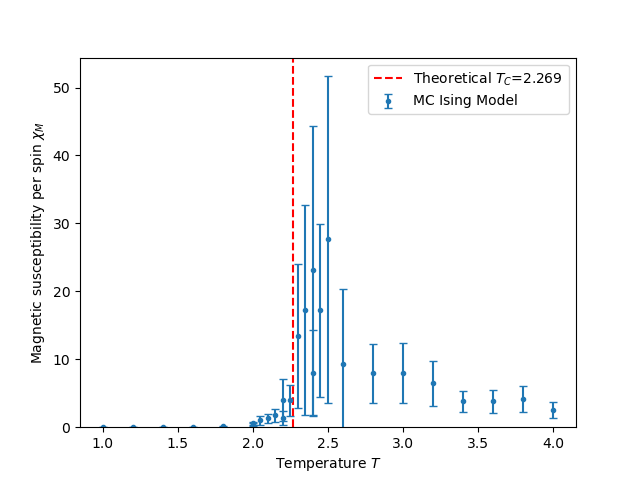 Theoretical $T_C$=2.269
MC Ising Model
Magnetic susceptibility per spin $\chi_M$
50
40
30
20
10
0
1.0 1.5 2.0 2.5 3.0 3.5 4.0
Temperature $T$